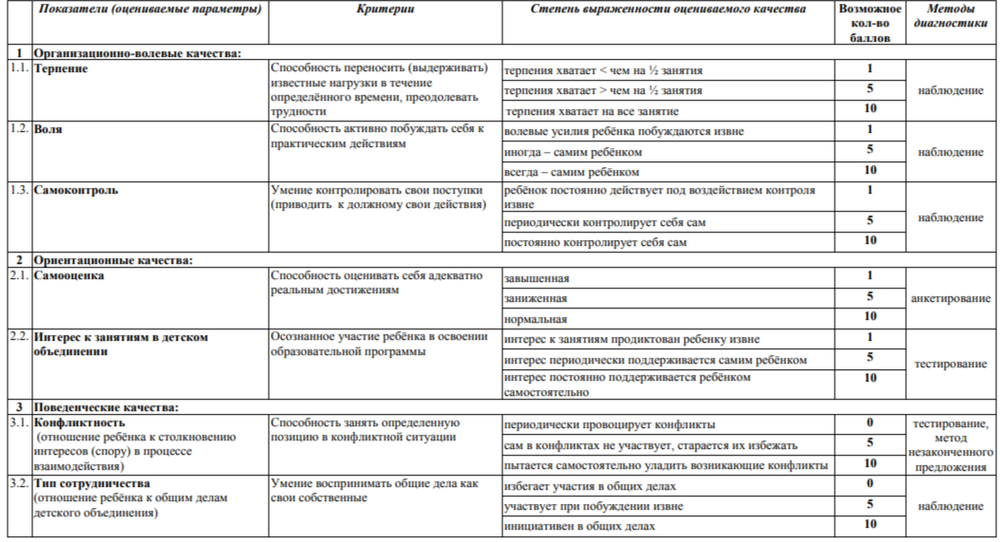 Показатели (оцениваемые параметры)
Критерии
Степень выраженности оцениваемого качества
Возможное
кол-во
баллов
Методы
диагностики
1 Организационно-волевые качества:
1.1. Терпение
Способность переносить (выдерживать)
известные нагрузки в течение
определённого времени, преодолевать
трудности
терпения хватает < чем на ½ занятия
1
терпения хватает > чем на ½ занятия
5
терпения хватает на все занятие
10
наблюдение
1.2. Воля
Способность активно побуждать себя к
практическим действиям
волевые усилия ребёнка побуждаются извне
1
иногда – самим ребёнком
5
всегда – самим ребёнком
10
наблюдение
1.3. Самоконтроль
Умение контролировать свои поступки
(приводить к должному свои действия)
ребёнок постоянно действует под воздействием контроля
извне
1
периодически контролирует себя сам
5
постоянно контролирует себя сам
10
наблюдение
2 Ориентационные качества:
2.1. Самооценка
Способность оценивать себя адекватно
реальным достижениям
завышенная
1
заниженная
5
нормальная
10
анкетирование
2.2. Интерес к занятиям в детском
объединении
Осознанное участие ребёнка в освоении
образовательной программы
интерес к занятиям продиктован ребенку извне
1
интерес периодически поддерживается самим ребёнком
5
интерес постоянно поддерживается ребёнком
самостоятельно
10
тестирование
3 Поведенческие качества:
3.1. Конфликтность
(отношение ребёнка к столкновению
интересов (спору) в процессе
взаимодействия)
Способность занять определенную
позицию в конфликтной ситуации
периодически провоцирует конфликты
0
сам в конфликтах не участвует, старается их избежать
5
пытается самостоятельно уладить возникающие конфликты
10
тестирование,
метод
незаконченного
предложения
3.2. Тип сотрудничества
(отношение ребёнка к общим делам
детского объединения)
Умение воспринимать общие дела как
свои собственные
избегает участия в общих делах
0
участвует при побуждении извне
5
инициативен в общих делах
10
наблюдение